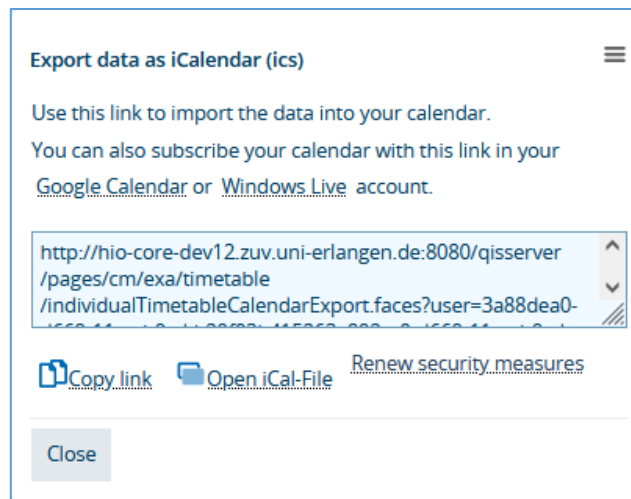 Export data as iCalendar (ics)
Use this link to import the data into your calendar.
You can also subscribe your calendar with this link in your
Google Calendar or Windows Live account.
http://hio-core-dev12.zuv.uni-erlangen.de:8080/qisserver
/pages/cm/exa/timetable
/individualTimetableCalendarExport.faces?user=3a88dea0-
Copy link Open iCal-File Renew security measures
Close